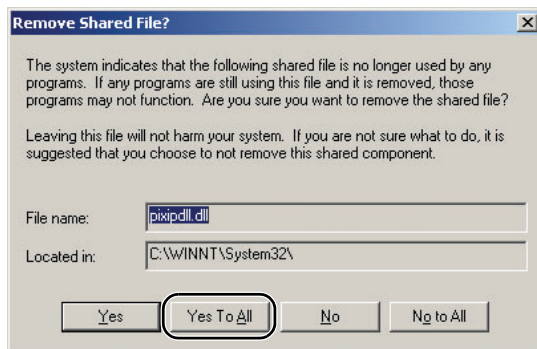 Remove Shared File?
The system indicates that the following shared file is no longer used by any
programs. If any programs are still using this file and it is removed, those
programs may not function. Are you sure you want to remove the shared file?
Leaving this file will not harm your system. If you are not sure what to do, it is
suggested that you choose to not remove this shared component.
File name: pixipdll.dll
Located in: C:\WINNT\System32\
Yes Yes To All No No to All